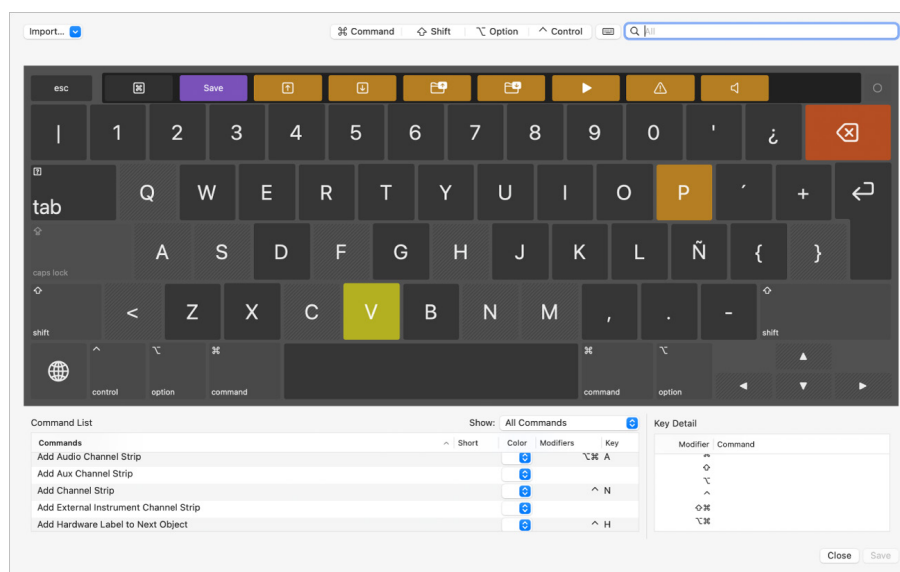 Import...
⌘ Command ⇧ Shift ⌥ Option ^ Control All
esc Save
| 1 2 3 4 5 6 7 8 9 0 ' ¿
tab Q W E R T Y U I O P ´ +
caps lock A S D F G H J K L Ñ { }
shift < Z X C V B N M , . - shift
control option command command option
Command List Show: All Commands Key Detail
Commands Short Color Modifiers Key Modifier Command
Add Audio Channel Strip ⌥⌘ A ⌘
Add Aux Channel Strip ⇧
⌥
Add Channel Strip ^ N ^
Add External Instrument Channel Strip ⇧⌘
Add Hardware Label to Next Object ^ H ⌥⌘
Close Save